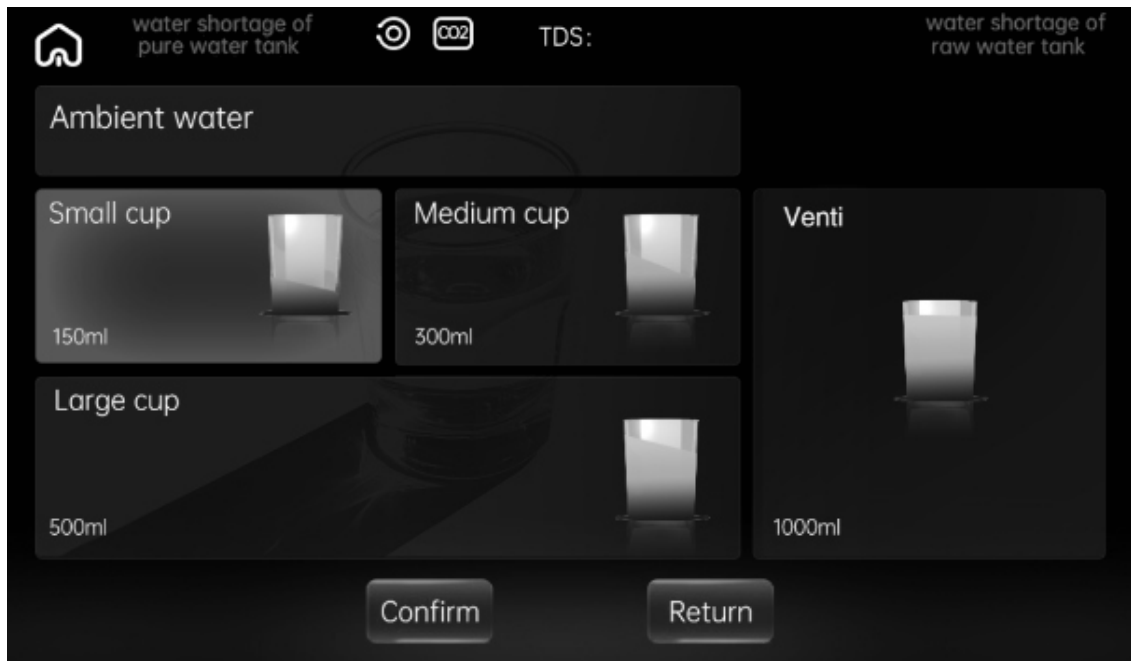 water shortage of
pure water tank
CO2
TDS:
water shortage of
raw water tank
Ambient water
Small cup
150ml
Medium cup
300ml
Venti
1000ml
Large cup
500ml
Confirm
Return